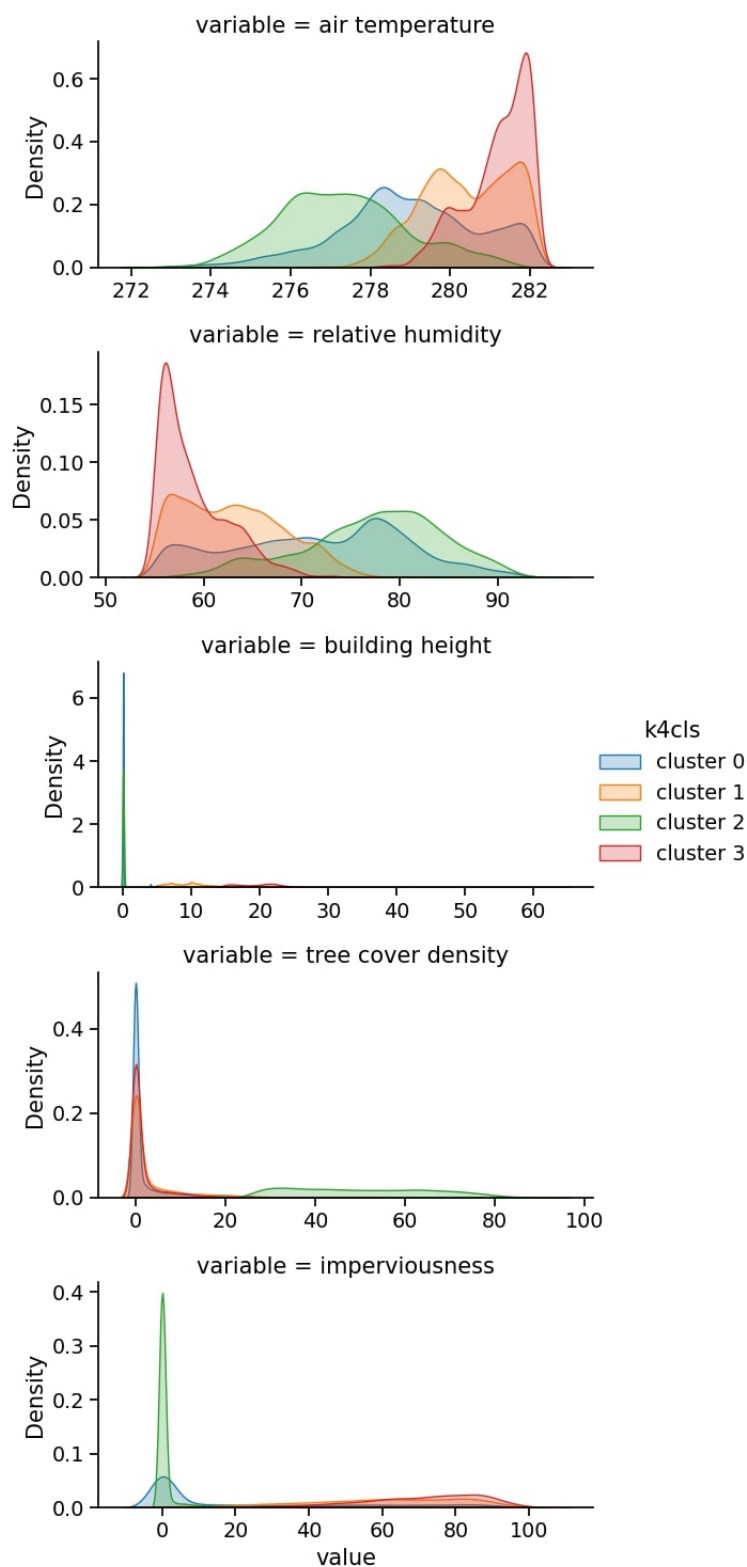 variable = air temperature
Density
0.6
0.4
0.2
0.0
272 274 276 278 280 282
variable = relative humidity
Density
0.15
0.10
0.05
0.00
50 60 70 80 90
variable = building height
Density
6
4
2
0
0 10 20 30 40 50 60
k4cls
cluster 0
cluster 1
cluster 2
cluster 3
variable = tree cover density
Density
0.4
0.2
0.0
0 20 40 60 80 100
variable = imperviousness
Density
0.4
0.3
0.2
0.1
0.0
0 20 40 60 80 100
value